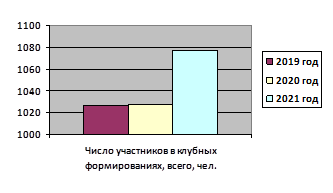 1100
1080
1060
1040
1020
1000
2019 год
2020 год
2021 год
Число участников в клубных
формированиях, всего, чел.